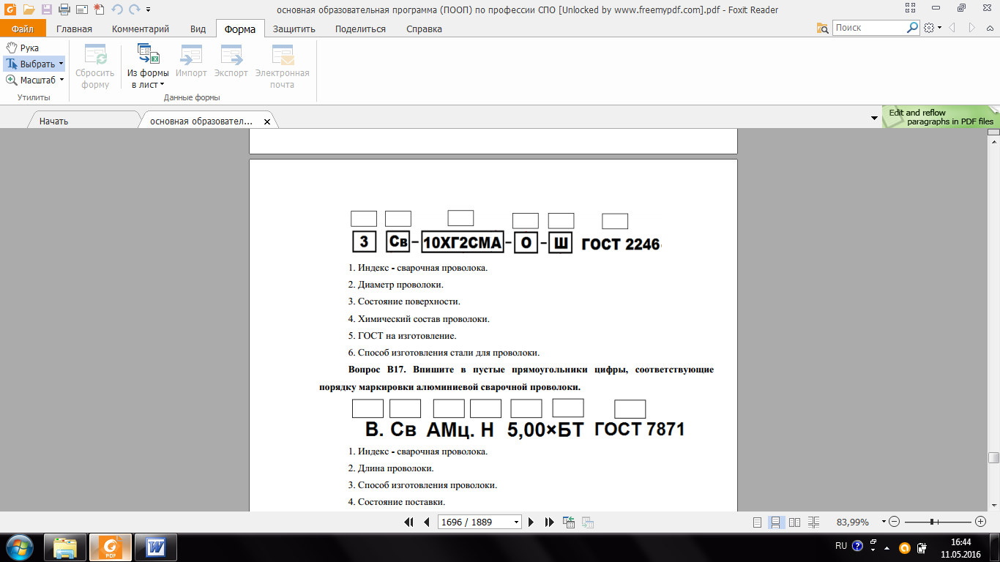 основная образовательная программа (ПООП) по профессии СПО [Unlocked by www.freemypdf.com].pdf - Foxit Reader
Файл Главная Комментарий Вид Форма Защитить Поделиться Справка Поиск
Рука
Выбрать
Масштаб
Утилиты
Сбросить форму
Из формы в лист
Импорт
Экспорт
Электронная почта
Данные формы
Начать основная образовател...
Edit and reflow
paragraphs in PDF files
3 Св – 10ХГ2СМА – О – Ш ГОСТ 2246
1. Индекс - сварочная проволока.
2. Диаметр проволоки.
3. Состояние поверхности.
4. Химический состав проволоки.
5. ГОСТ на изготовление.
6. Способ изготовления стали для проволоки.
Вопрос В17. Впишите в пустые прямоугольники цифры, соответствующие
порядку маркировки алюминиевой сварочной проволоки.
В. Св АМц. Н 5,00×БТ ГОСТ 7871
1. Индекс - сварочная проволока.
2. Длина проволоки.
3. Способ изготовления проволоки.
4. Состояние поставки.
1696 / 1889 83,99%
PDF W RU 16:44
11.05.2016